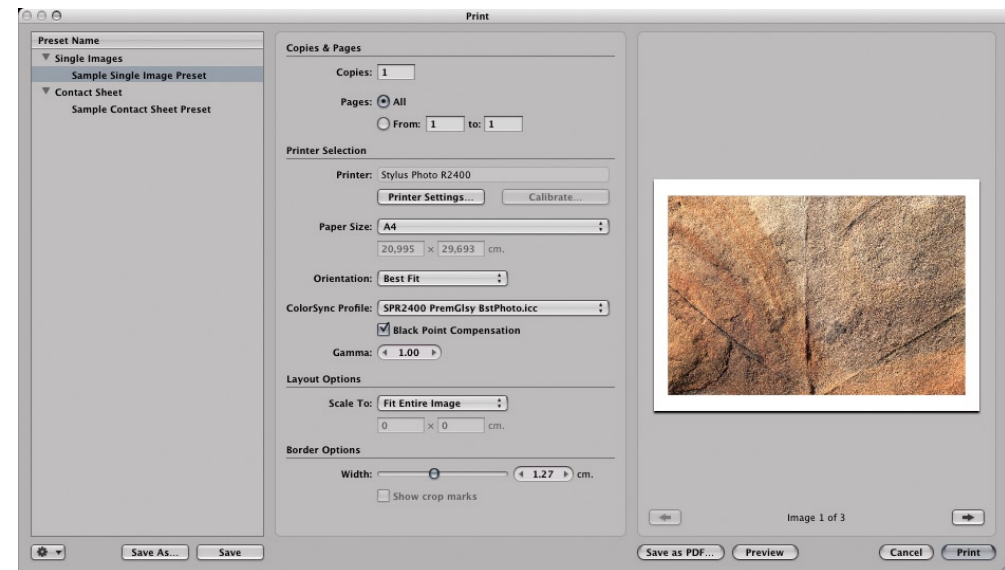 Print
Preset Name
Single Images
Sample Single Image Preset
Contact Sheet
Sample Contact Sheet Preset
Copies & Pages
Copies: 1
Pages: All
From: 1 to: 1
Printer Selection
Printer: Stylus Photo R2400
Printer Settings... Calibrate...
Paper Size: A4
20,995 × 29,693 cm.
Orientation: Best Fit
ColorSync Profile: SPR2400 PremGlsy BstPhoto.icc
Black Point Compensation
Gamma: 1.00
Layout Options
Scale To: Fit Entire Image
0 × 0 cm.
Border Options
Width: 1.27 cm.
Show crop marks
Image 1 of 3
Save As... Save
Save as PDF... Preview Cancel Print